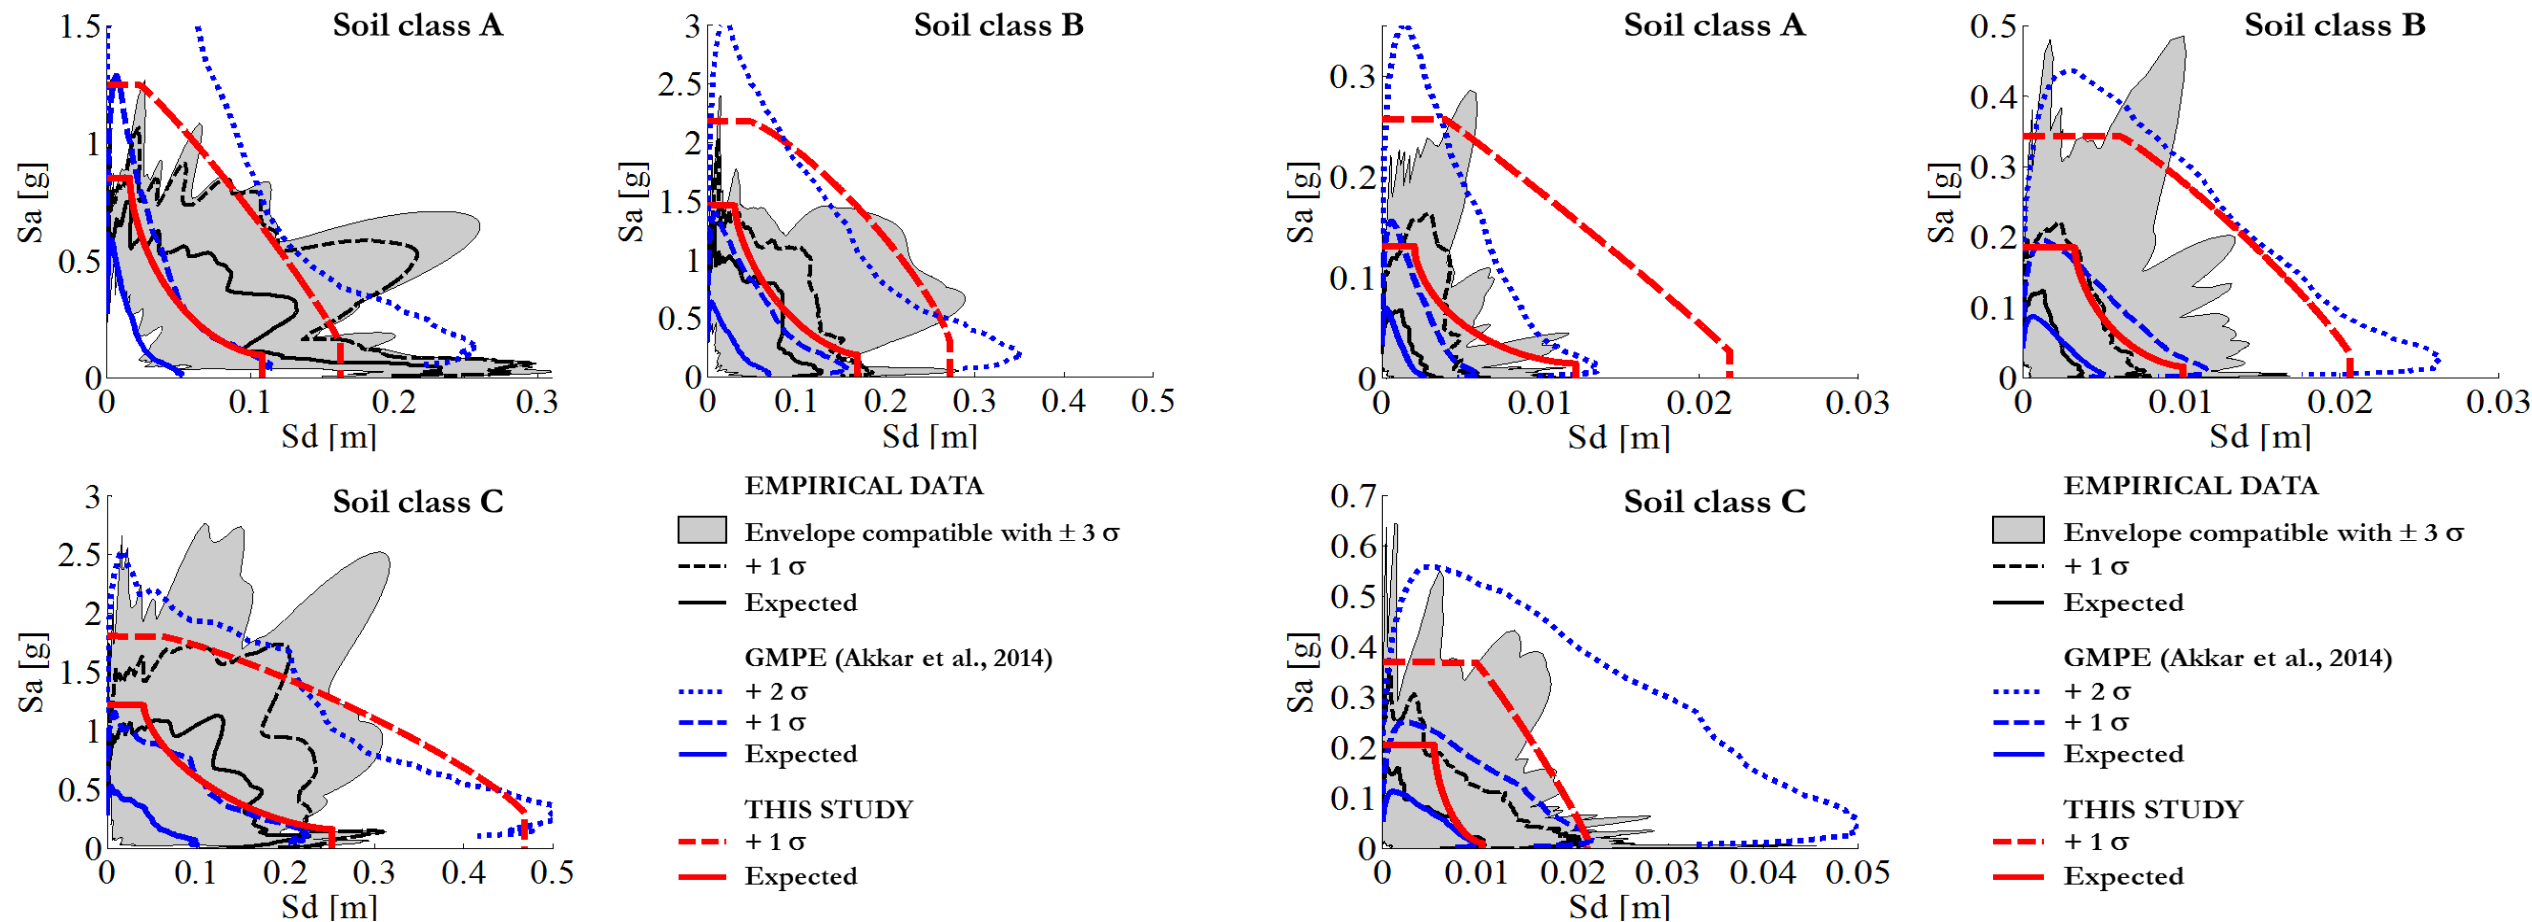 Soil class A
1.5
1
0.5
0
Sa [g]
0 0.1 0.2 0.3
Sd [m]
Soil class B
3
2.5
2
1.5
1
0.5
0
Sa [g]
0 0.1 0.2 0.3 0.4 0.5
Sd [m]
Soil class C
3
2.5
2
1.5
1
0.5
0
Sa [g]
0 0.1 0.2 0.3 0.4 0.5
Sd [m]
EMPIRICAL DATA
Envelope compatible with ± 3 σ
+ 1 σ
Expected
GMPE (Akkar et al., 2014)
+ 2 σ
+ 1 σ
Expected
THIS STUDY
+ 1 σ
Expected
Soil class A
0.3
0.2
0.1
0
Sa [g]
0 0.01 0.02 0.03
Sd [m]
Soil class B
0.5
0.4
0.3
0.2
0.1
0
Sa [g]
0 0.01 0.02 0.03
Sd [m]
Soil class C
0.7
0.6
0.5
0.4
0.3
0.2
0.1
0
Sa [g]
0 0.01 0.02 0.03 0.04 0.05
Sd [m]
EMPIRICAL DATA
Envelope compatible with ± 3 σ
+ 1 σ
Expected
GMPE (Akkar et al., 2014)
+ 2 σ
+ 1 σ
Expected
THIS STUDY
+ 1 σ
Expected